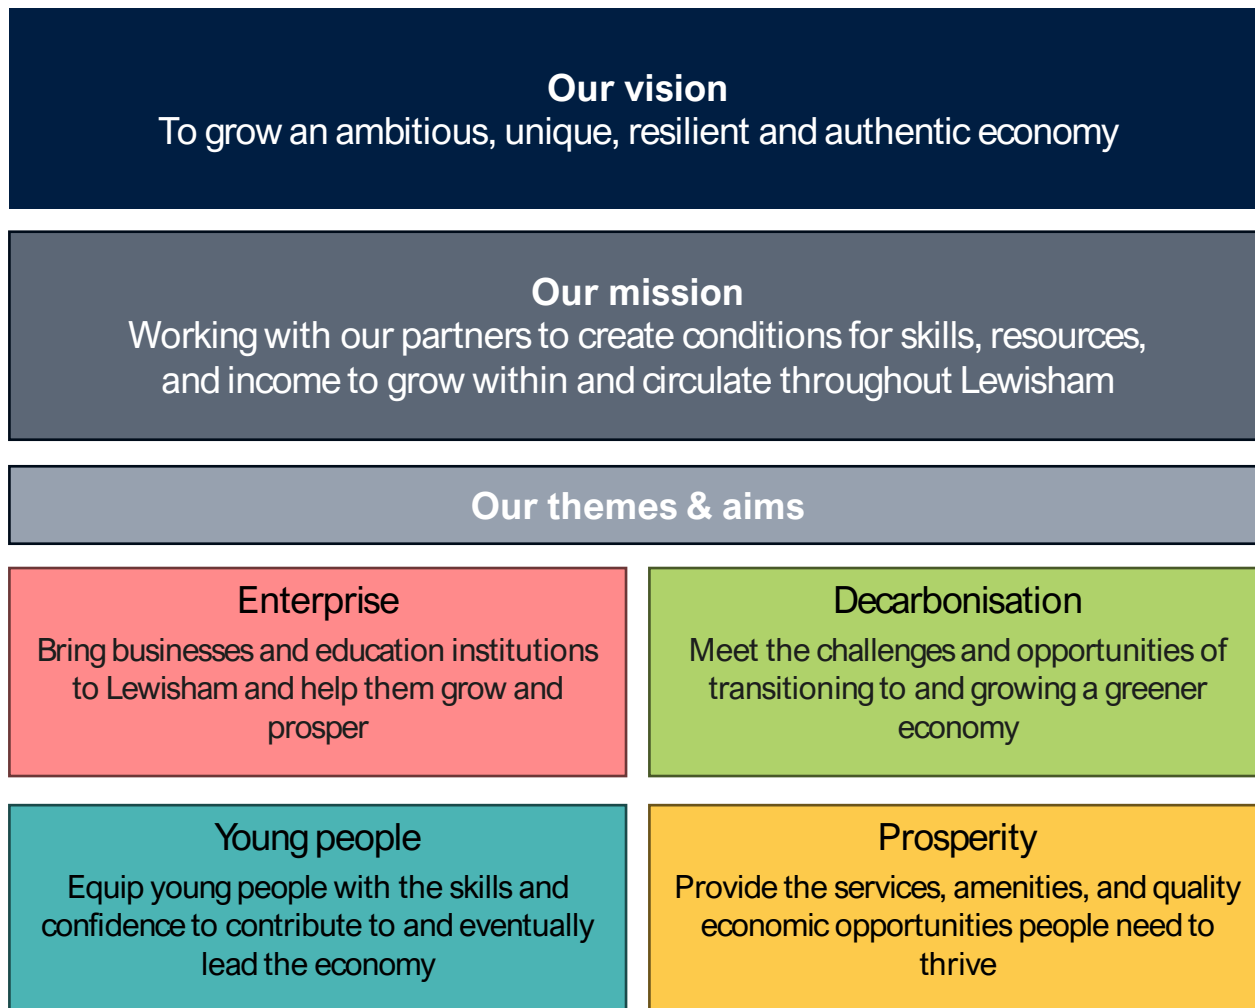 Our vision
To grow an ambitious, unique, resilient and authentic economy
Our mission
Working with our partners to create conditions for skills, resources,
and income to grow within and circulate throughout Lewisham
Our themes & aims
Enterprise
Bring businesses and education institutions
to Lewisham and help them grow and
prosper
Decarbonisation
Meet the challenges and opportunities of
transitioning to and growing a greener
economy
Young people
Equip young people with the skills and
confidence to contribute to and eventually
lead the economy
Prosperity
Provide the services, amenities, and quality
economic opportunities people need to
thrive